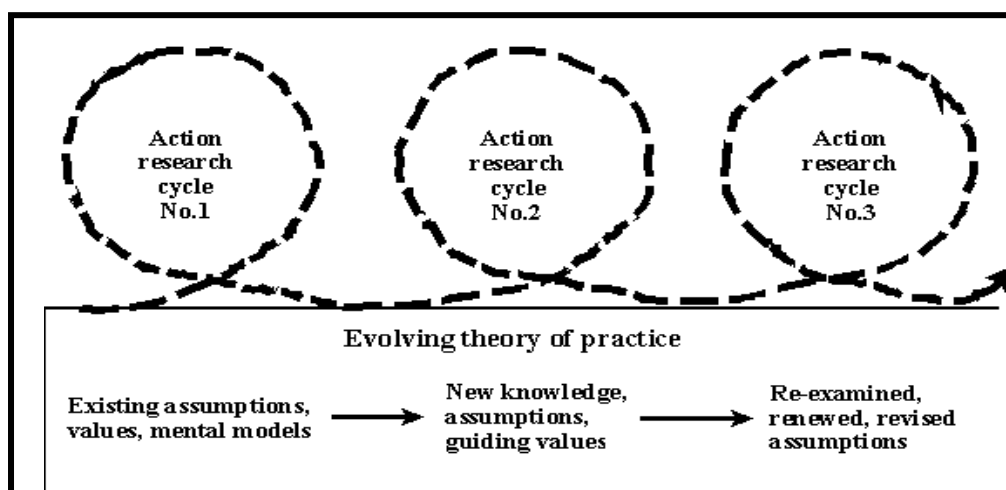 Action
research
cycle
No.1
Action
research
cycle
No.2
Action
research
cycle
No.3
Evolving theory of practice
Existing assumptions,
values, mental models
New knowledge,
assumptions,
guiding values
Re-examined,
renewed, revised
assumptions